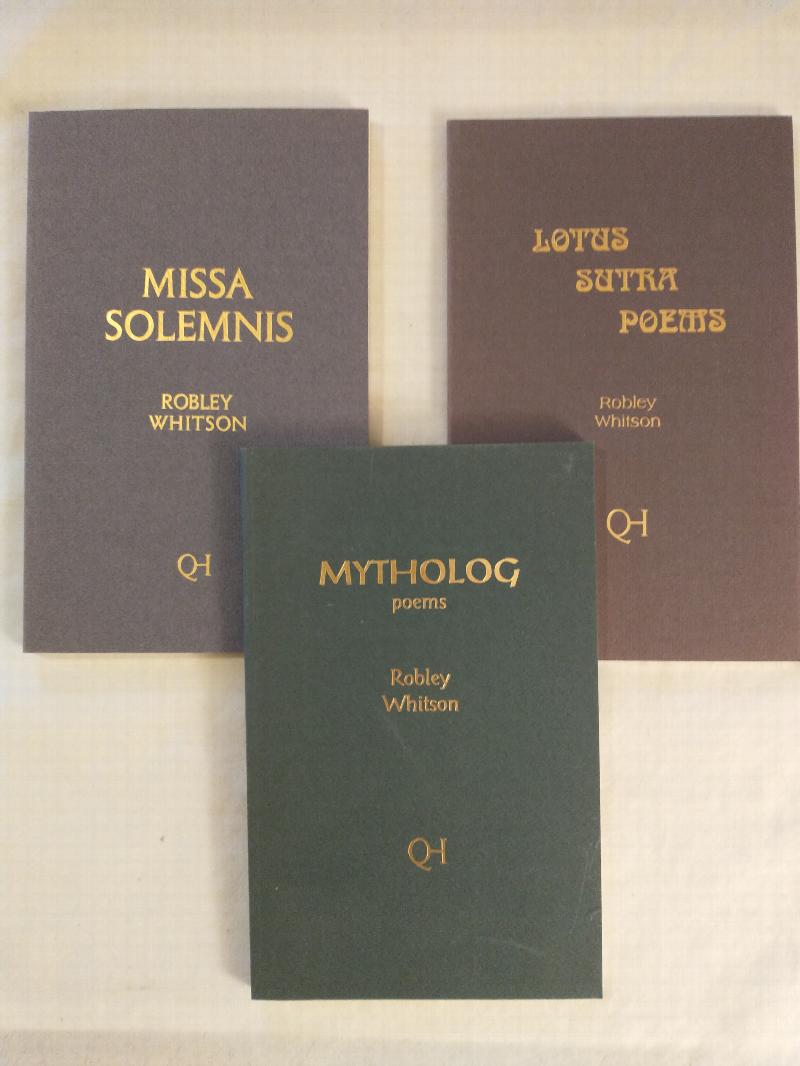 MISSA
SOLEMNIS
ROBLEY
WHITSON
QH
LOTUS
SUTRA
POEMS
Robley
Whitson
QH
MYTHOLOG
poems
Robley
Whitson
QH